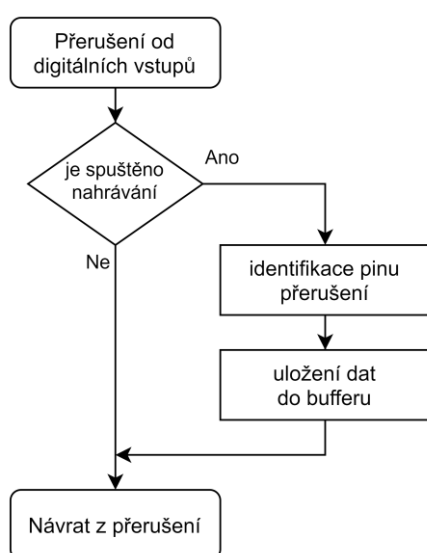 Přerušení od
digitálních vstupů
je spuštěno
nahrávání
Ano
Ne
identifikace pinu
přerušení
uložení dat
do bufferu
Návrat z přerušení